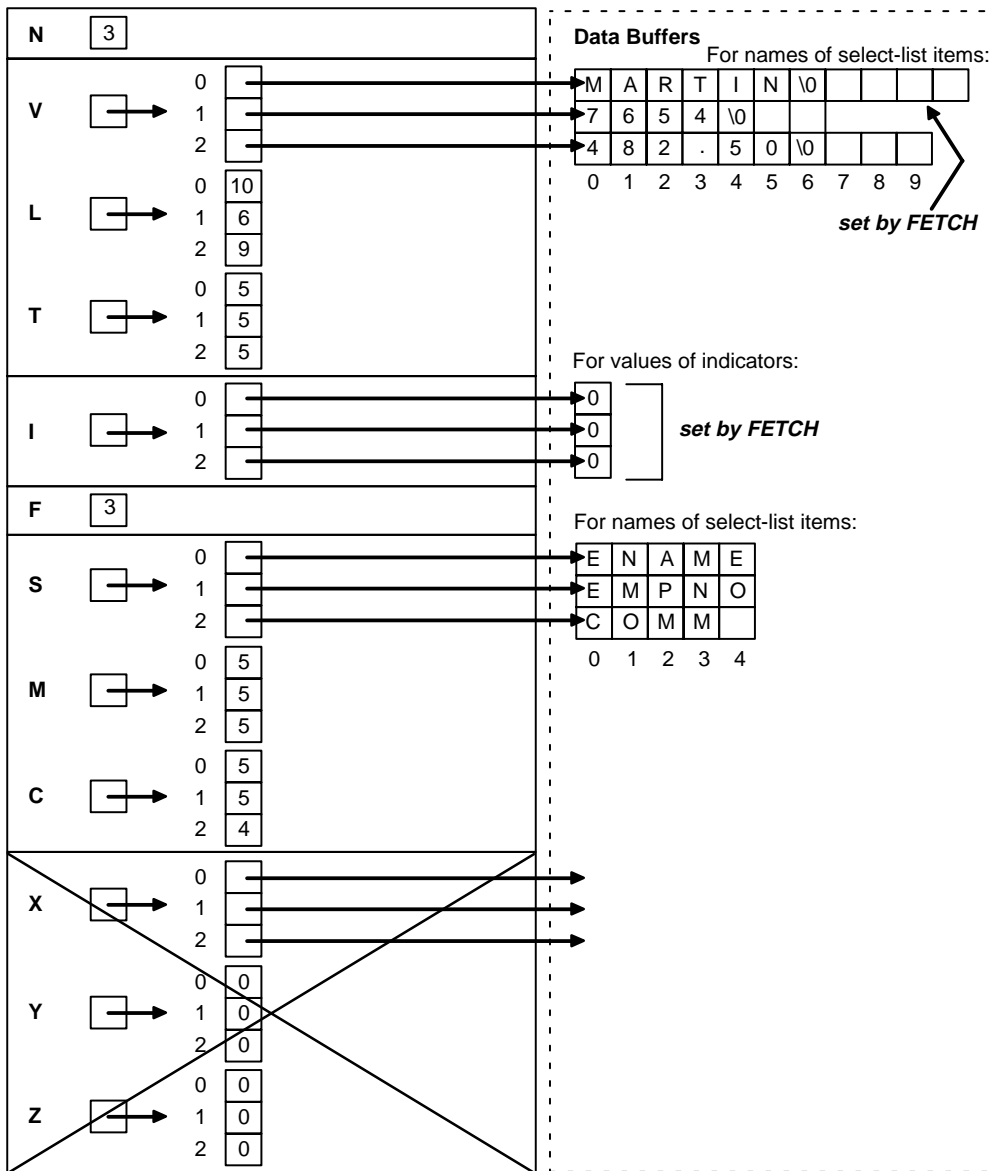 N 3
Data Buffers
For names of select-list items:
V
0 M A R T I N \0
1 7 6 5 4 \0
2 4 8 2 . 5 0 \0
0 1 2 3 4 5 6 7 8 9
set by FETCH
L
0 10
1 6
2 9
T
0 5
1 5
2 5
For values of indicators:
I
0 0
1 0
2 0
set by FETCH
F 3
For names of select-list items:
S
0 E N A M E
1 E M P N O
2 C O M M
0 1 2 3 4
M
0 5
1 5
2 5
C
0 5
1 5
2 4
X
0
1
2
Y
0 0
1 0
2 0
Z
0 0
1 0
2 0